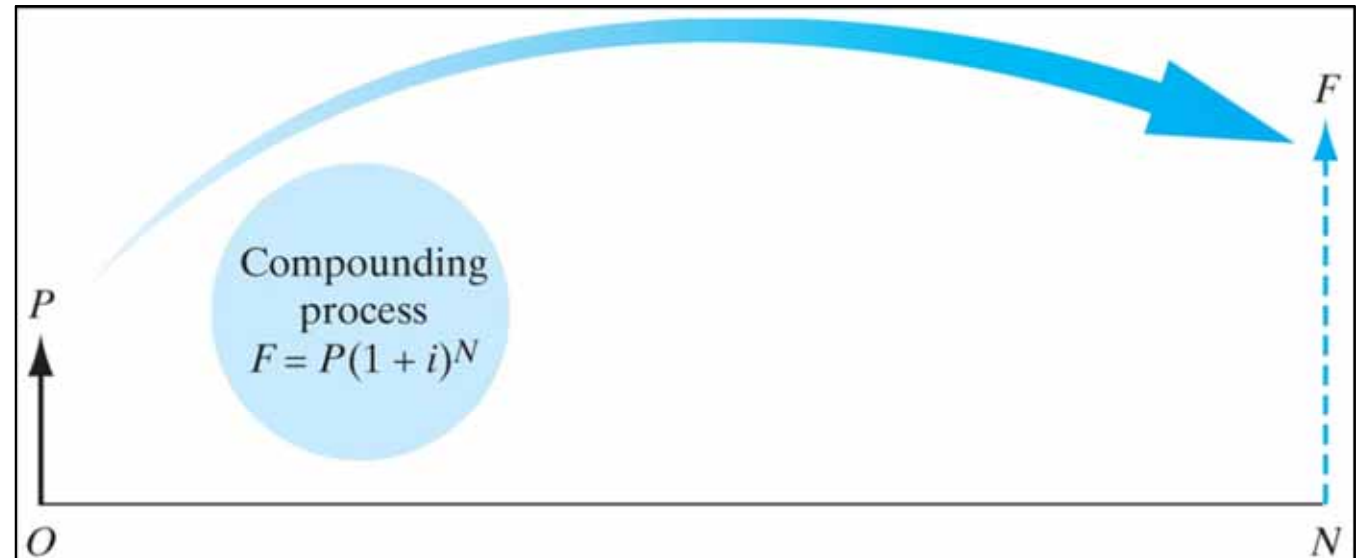 F
Compounding
process
F = P(1 + i)^N
P
O
N